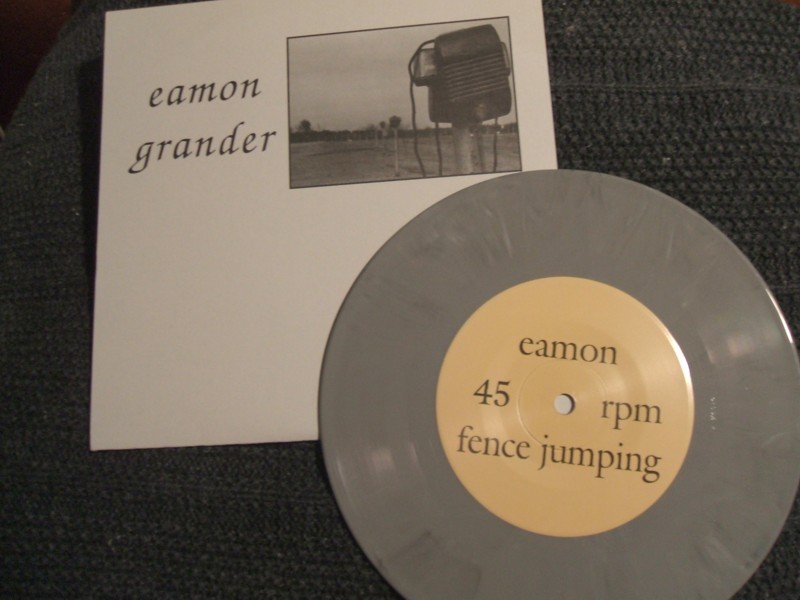 eamon
grander
eamon
45 rpm
fence jumping